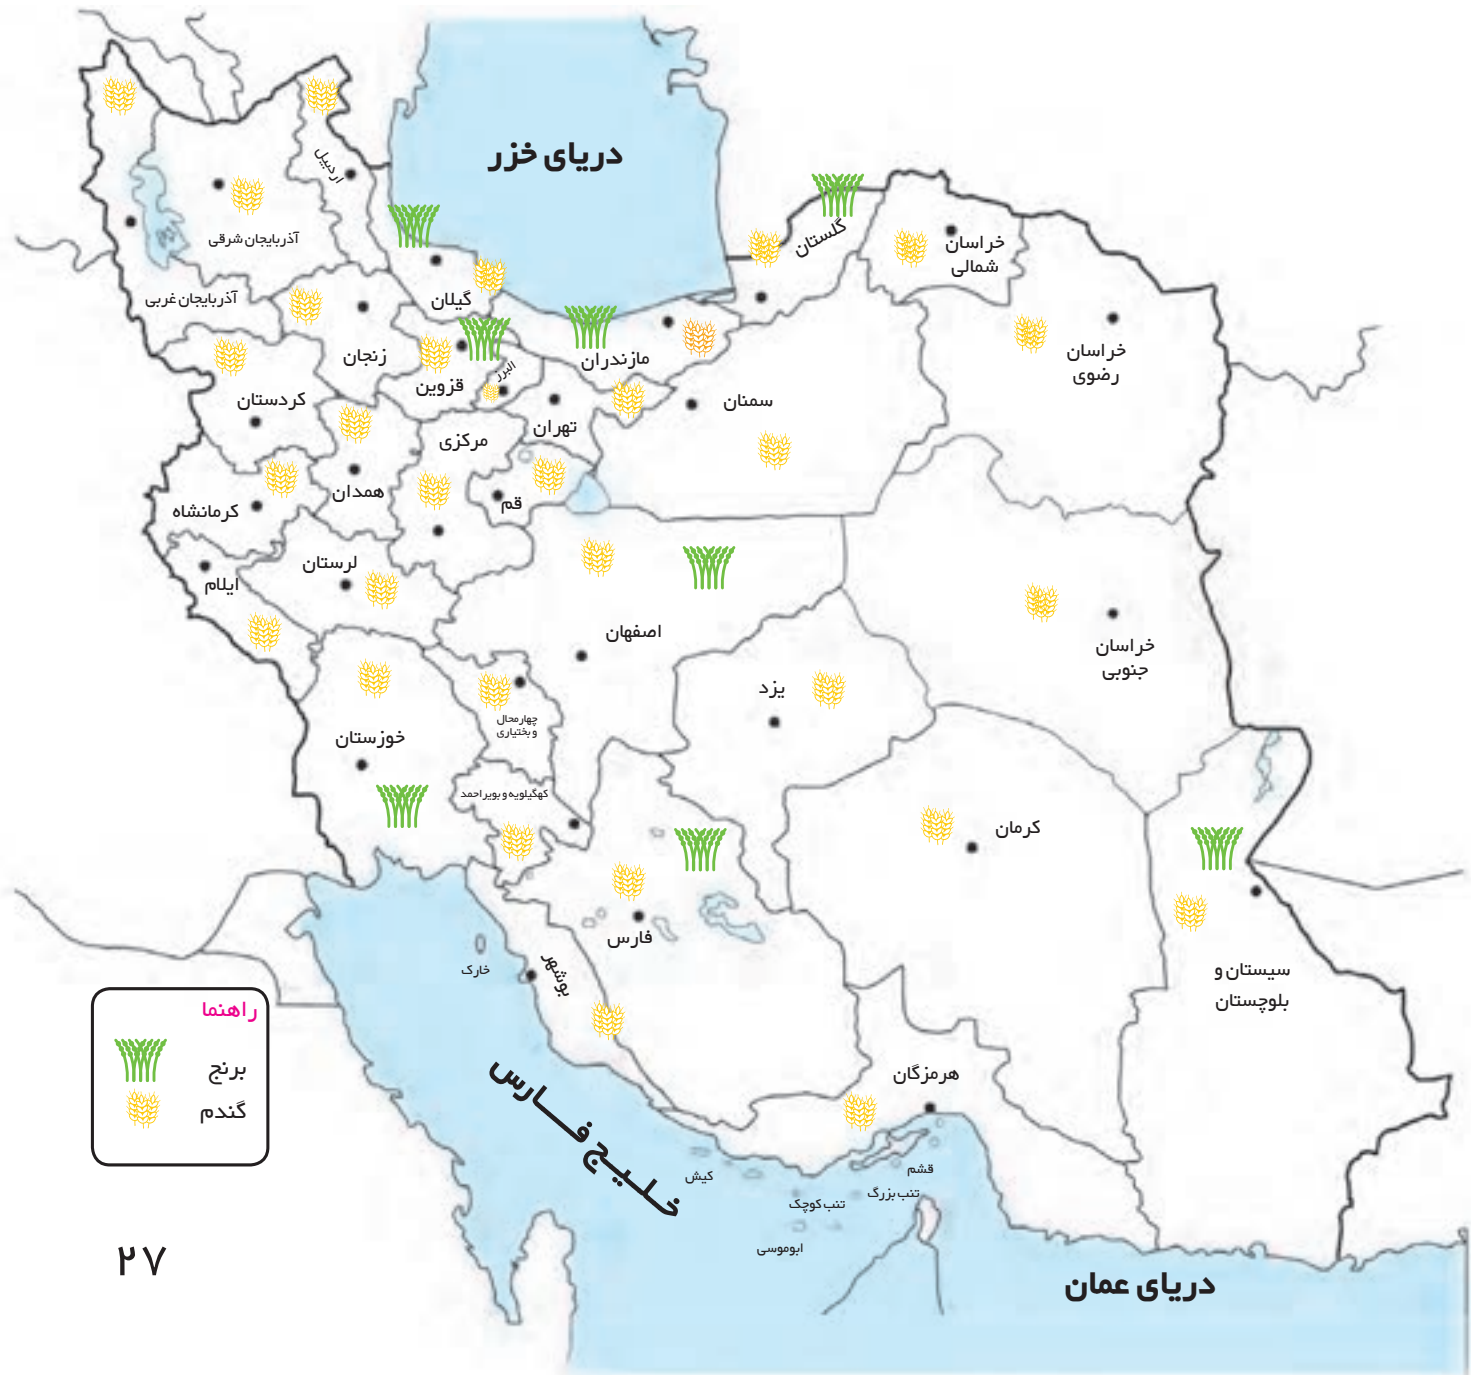 دریای خزر
اردبیل
آذربایجان شرقی
آذربایجان غربی
گیلان
گلستان
خراسان
شمالی
خراسان
رضوی
مازندران
زنجان
قزوین
البرز
کردستان
سمنان
تهران
مرکزی
همدان
قم
کرمانشاه
لرستان
ایلام
اصفهان
خراسان
جنوبی
یزد
چهارمحال
و بختیاری
خوزستان
کهگیلویه و بویراحمد
کرمان
فارس
بوشهر
خارک
سیستان و
بلوچستان
هرمزگان
راهنما
برنج
گندم
خلیج فارس
کیش
قشم
تنب بزرگ
تنب کوچک
ابوموسی
دریای عمان
۲۷